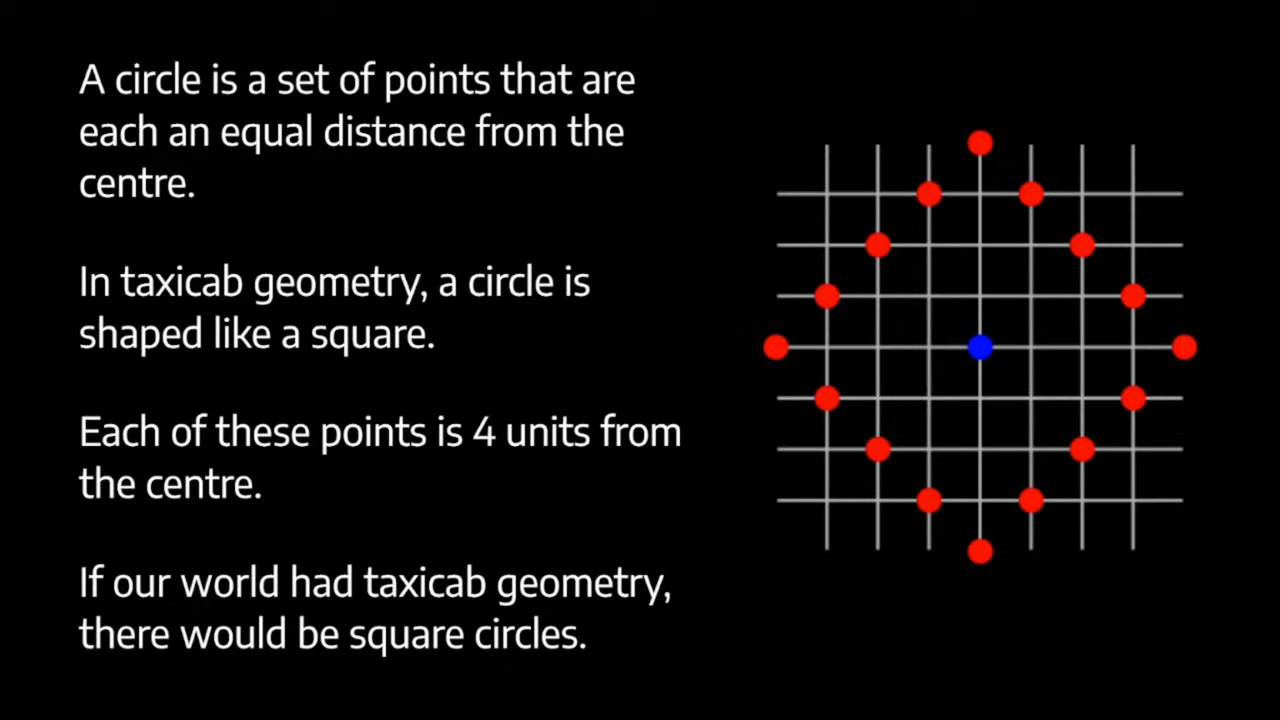 A circle is a set of points that are
each an equal distance from the
centre.
In taxicab geometry, a circle is
shaped like a square.
Each of these points is 4 units from
the centre.
If our world had taxicab geometry,
there would be square circles.